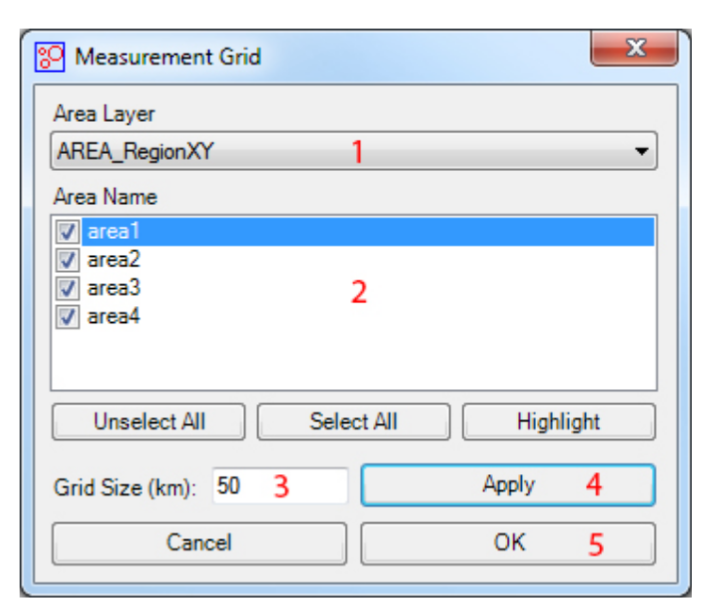 Measurement Grid
Area Layer
AREA_RegionXY 1
Area Name
area1
area2
area3 2
area4
Unselect All Select All Highlight
Grid Size (km): 50 3 Apply 4
Cancel OK 5